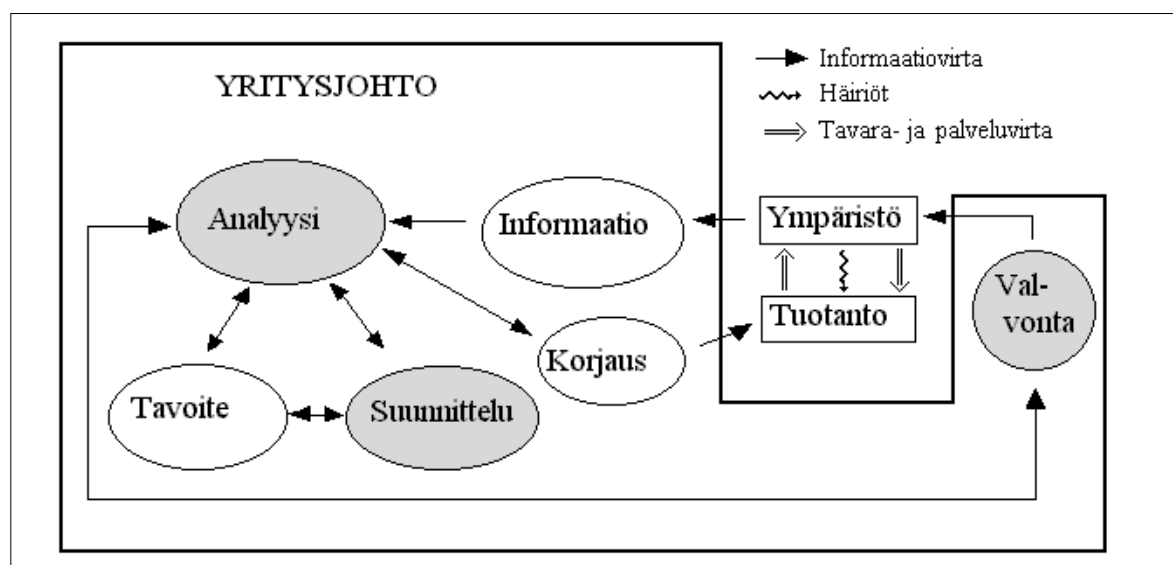 YRITYSJOHTO
Informaatiovirta
Häiriöt
Tavara- ja palveluvirta
Analyysi
Informaatio
Ympäristö
Tuotanto
Val-
vonta
Korjaus
Tavoite
Suunnittelu